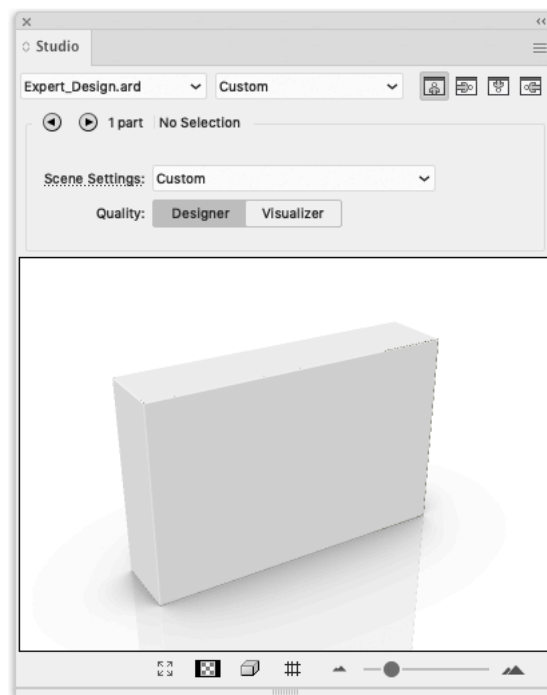 Studio
Expert_Design.ard Custom
1 part No Selection
Scene Settings: Custom
Quality: Designer Visualizer